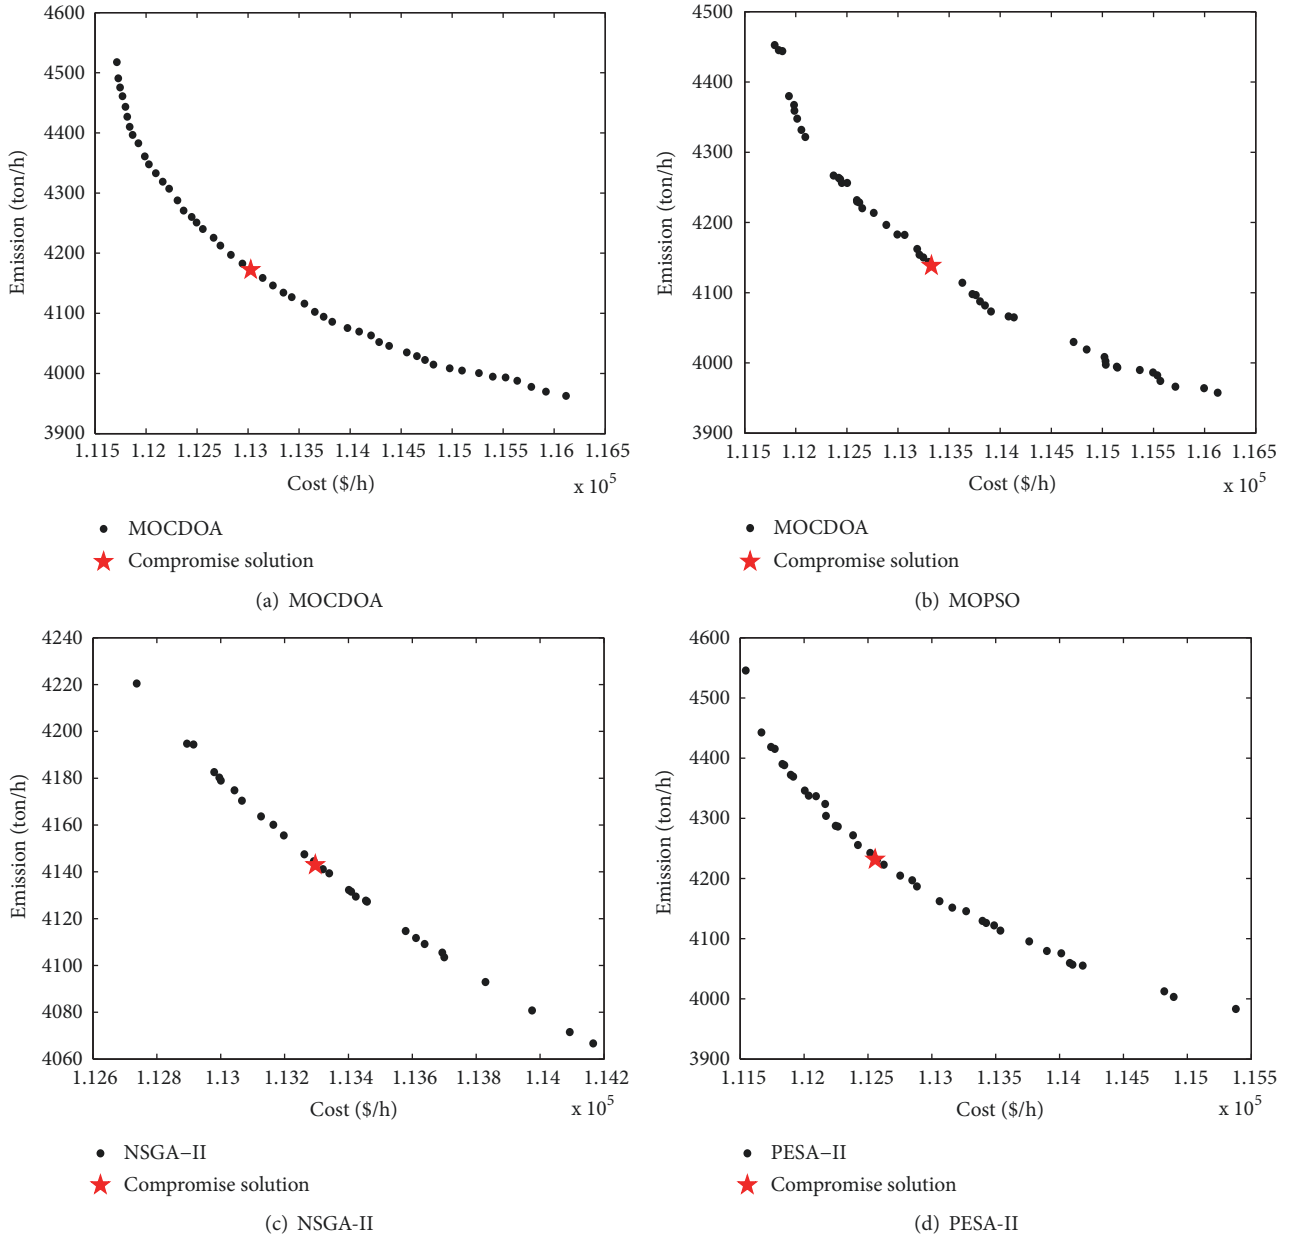 4600
4500
4400
4300
4200
4100
4000
3900
Emission (ton/h)
1.115 1.12 1.125 1.13 1.135 1.14 1.145 1.15 1.155 1.16 1.165
Cost ($/h)
x 10^5
MOCDOA
Compromise solution
(a) MOCDOA
4500
4400
4300
4200
4100
4000
3900
Emission (ton/h)
1.115 1.12 1.125 1.13 1.135 1.14 1.145 1.15 1.155 1.16 1.165
Cost ($/h)
x 10^5
MOCDOA
Compromise solution
(b) MOPSO
4240
4220
4200
4180
4160
4140
4120
4100
4080
4060
Emission (ton/h)
1.126 1.128 1.13 1.132 1.134 1.136 1.138 1.14 1.142
Cost ($/h)
x 10^5
NSGA−II
Compromise solution
(c) NSGA-II
4600
4500
4400
4300
4200
4100
4000
3900
Emission (ton/h)
1.115 1.12 1.125 1.13 1.135 1.14 1.145 1.15 1.155
Cost ($/h)
x 10^5
PESA−II
Compromise solution
(d) PESA-II